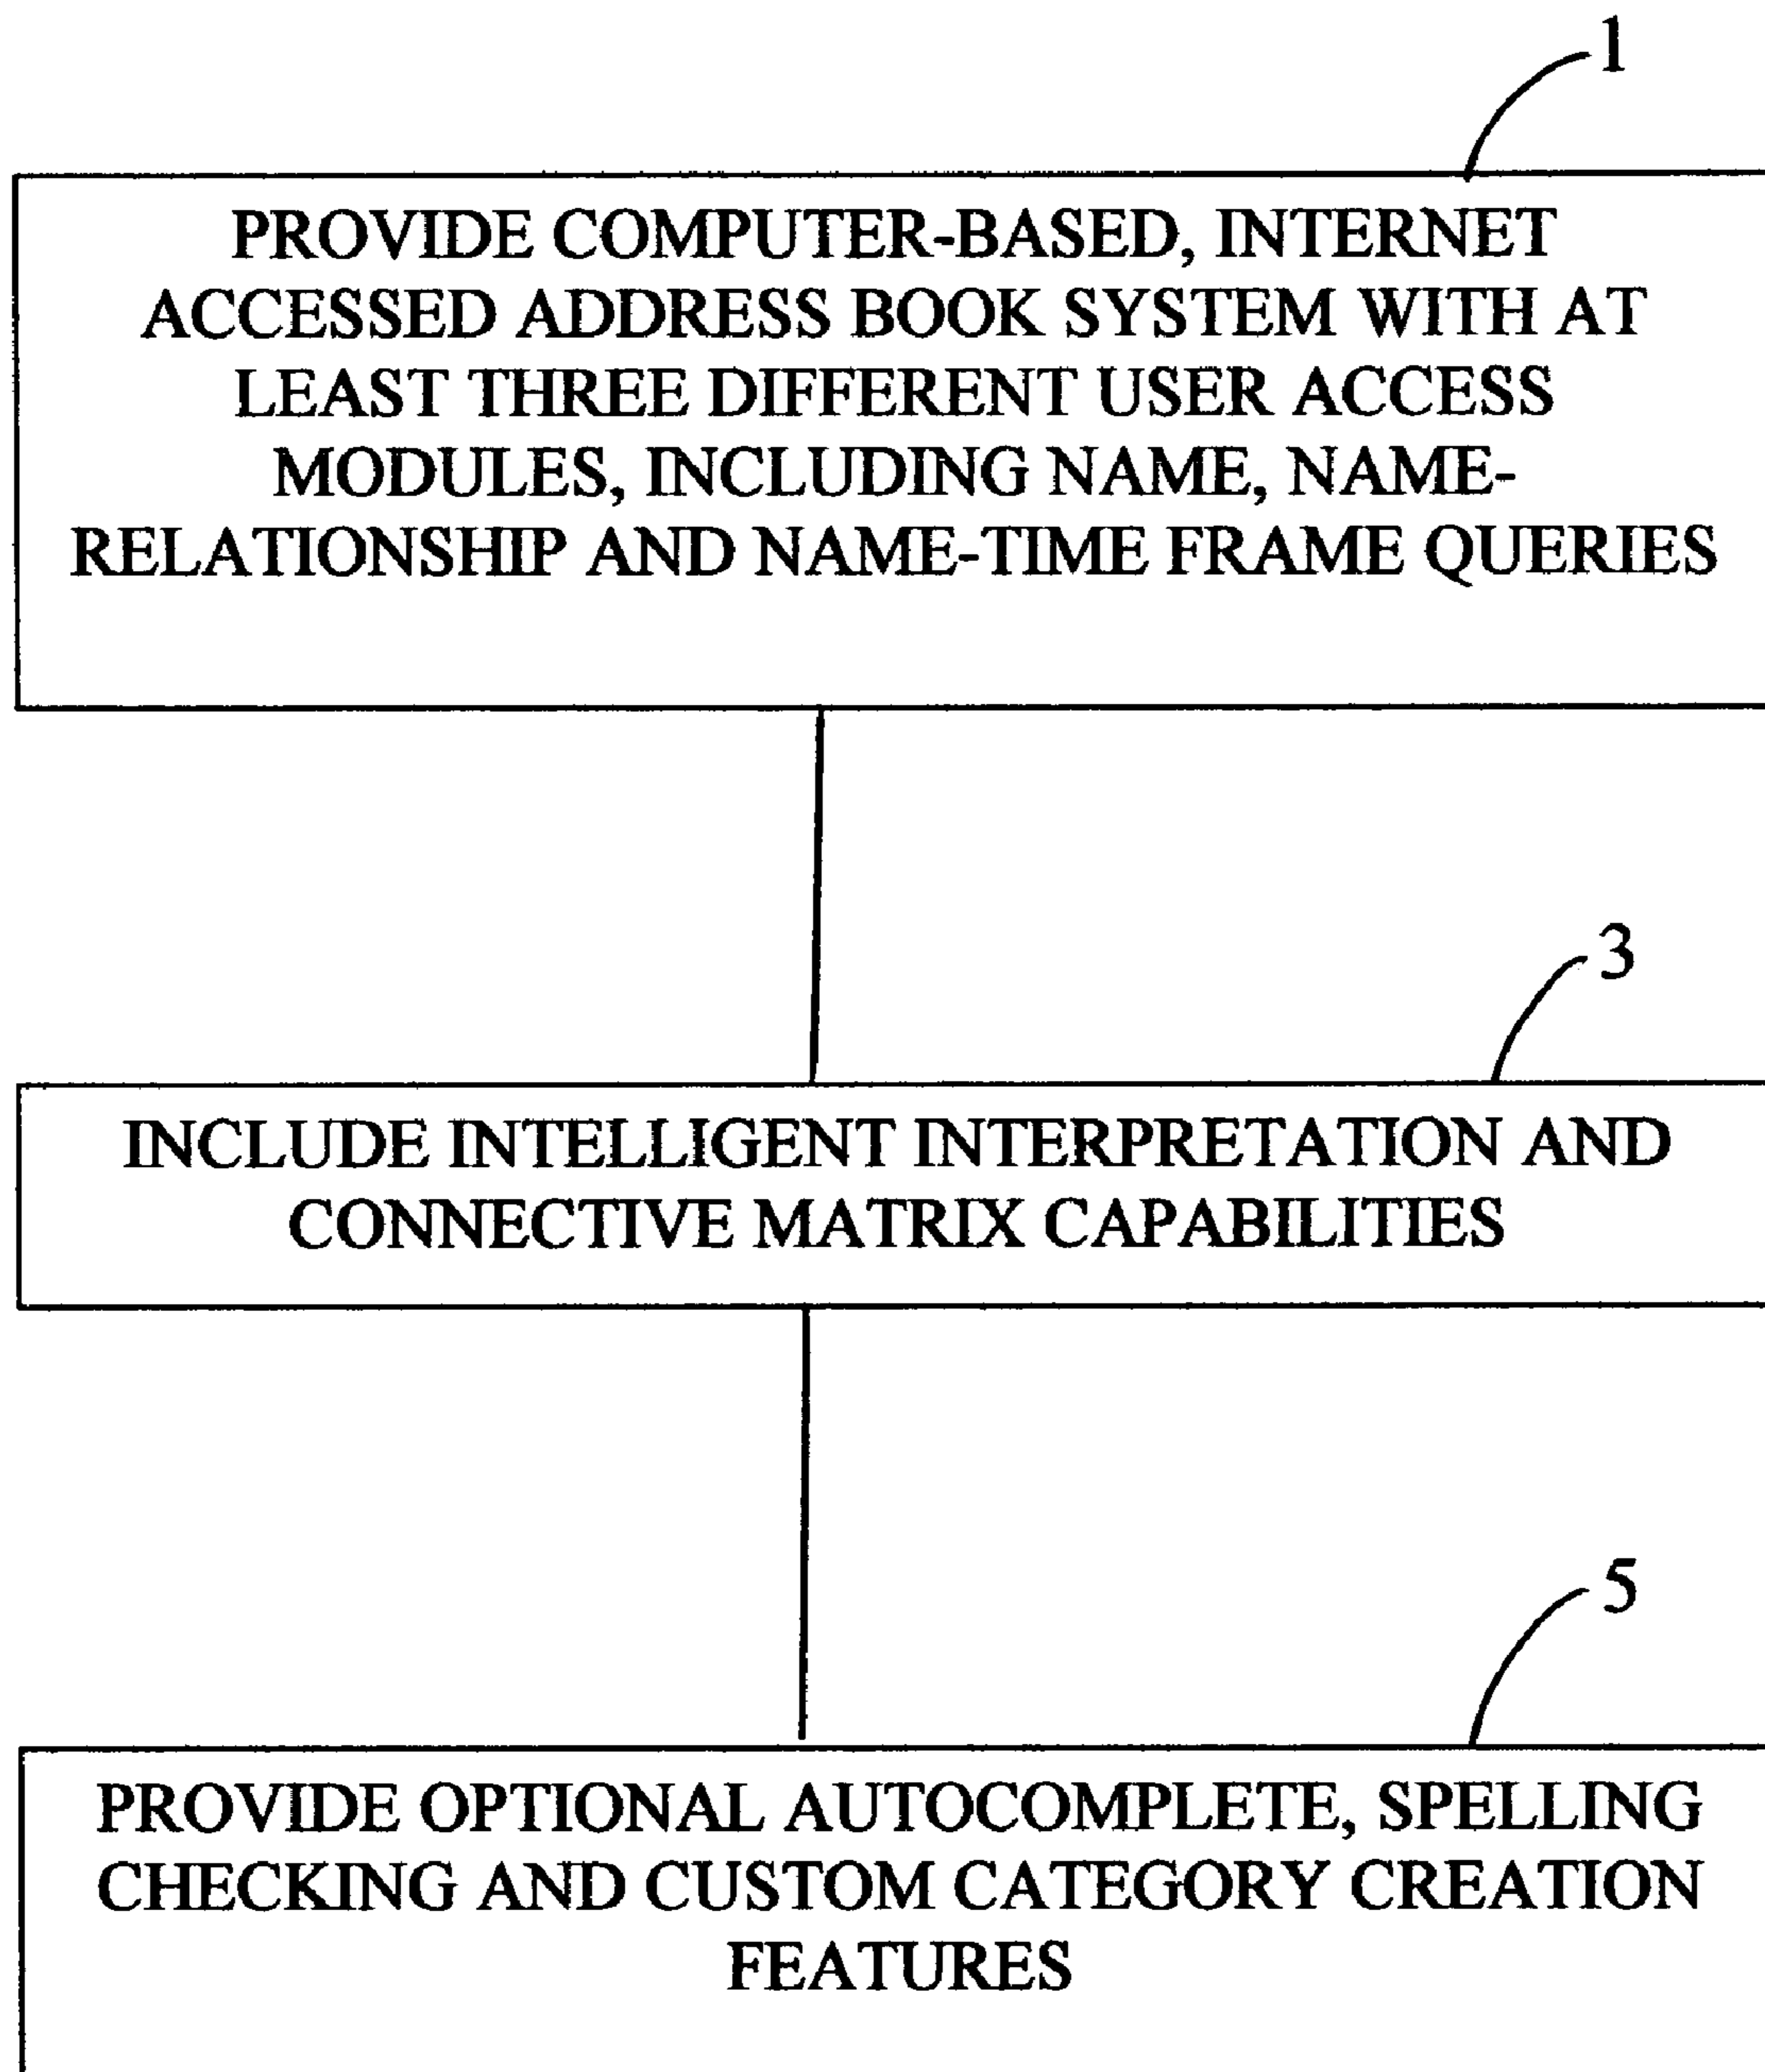 1
PROVIDE COMPUTER-BASED, INTERNET
ACCESSED ADDRESS BOOK SYSTEM WITH AT
LEAST THREE DIFFERENT USER ACCESS
MODULES, INCLUDING NAME, NAME-
RELATIONSHIP AND NAME-TIME FRAME QUERIES
3
INCLUDE INTELLIGENT INTERPRETATION AND
CONNECTIVE MATRIX CAPABILITIES
5
PROVIDE OPTIONAL AUTOCOMPLETE, SPELLING
CHECKING AND CUSTOM CATEGORY CREATION
FEATURES